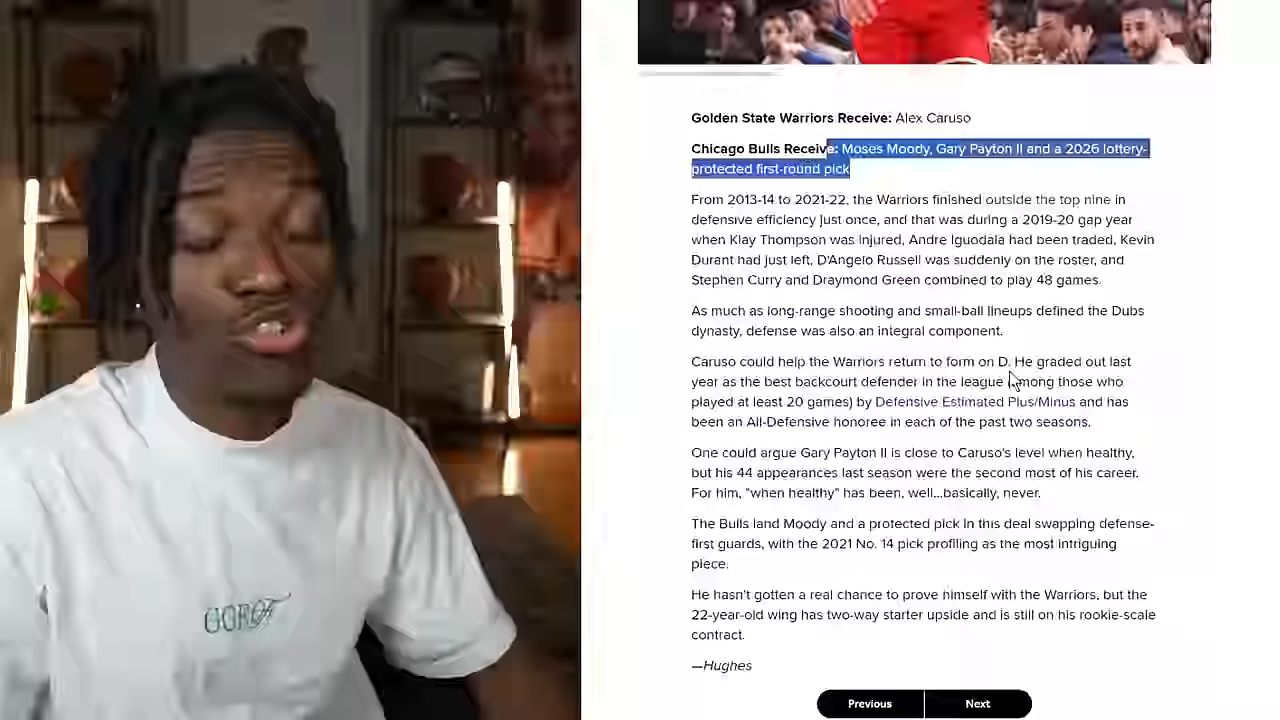 Golden State Warriors Receive: Alex Caruso
Chicago Bulls Receive: Moses Moody, Gary Payton II and a 2026 lottery-
protected first-round pick
From 2013-14 to 2021-22, the Warriors finished outside the top nine in
defensive efficiency just once, and that was during a 2019-20 gap year
when Klay Thompson was injured, Andre Iguodala had been traded, Kevin
Durant had just left, D'Angelo Russell was suddenly on the roster, and
Stephen Curry and Draymond Green combined to play 48 games.
As much as long-range shooting and small-ball lineups defined the Dubs
dynasty, defense was also an integral component.
Caruso could help the Warriors return to form on D. He graded out last
year as the best backcourt defender in the league (among those who
played at least 20 games) by Defensive Estimated Plus/Minus and has
been an All-Defensive honoree in each of the past two seasons.
One could argue Gary Payton II is close to Caruso's level when healthy,
but his 44 appearances last season were the second most of his career.
For him, "when healthy" has been, well...basically, never.
The Bulls land Moody and a protected pick in this deal swapping defense-
first guards, with the 2021 No. 14 pick profiling as the most intriguing
piece.
He hasn't gotten a real chance to prove himself with the Warriors, but the
22-year-old wing has two-way starter upside and is still on his rookie-scale
contract.
—Hughes
Previous Next